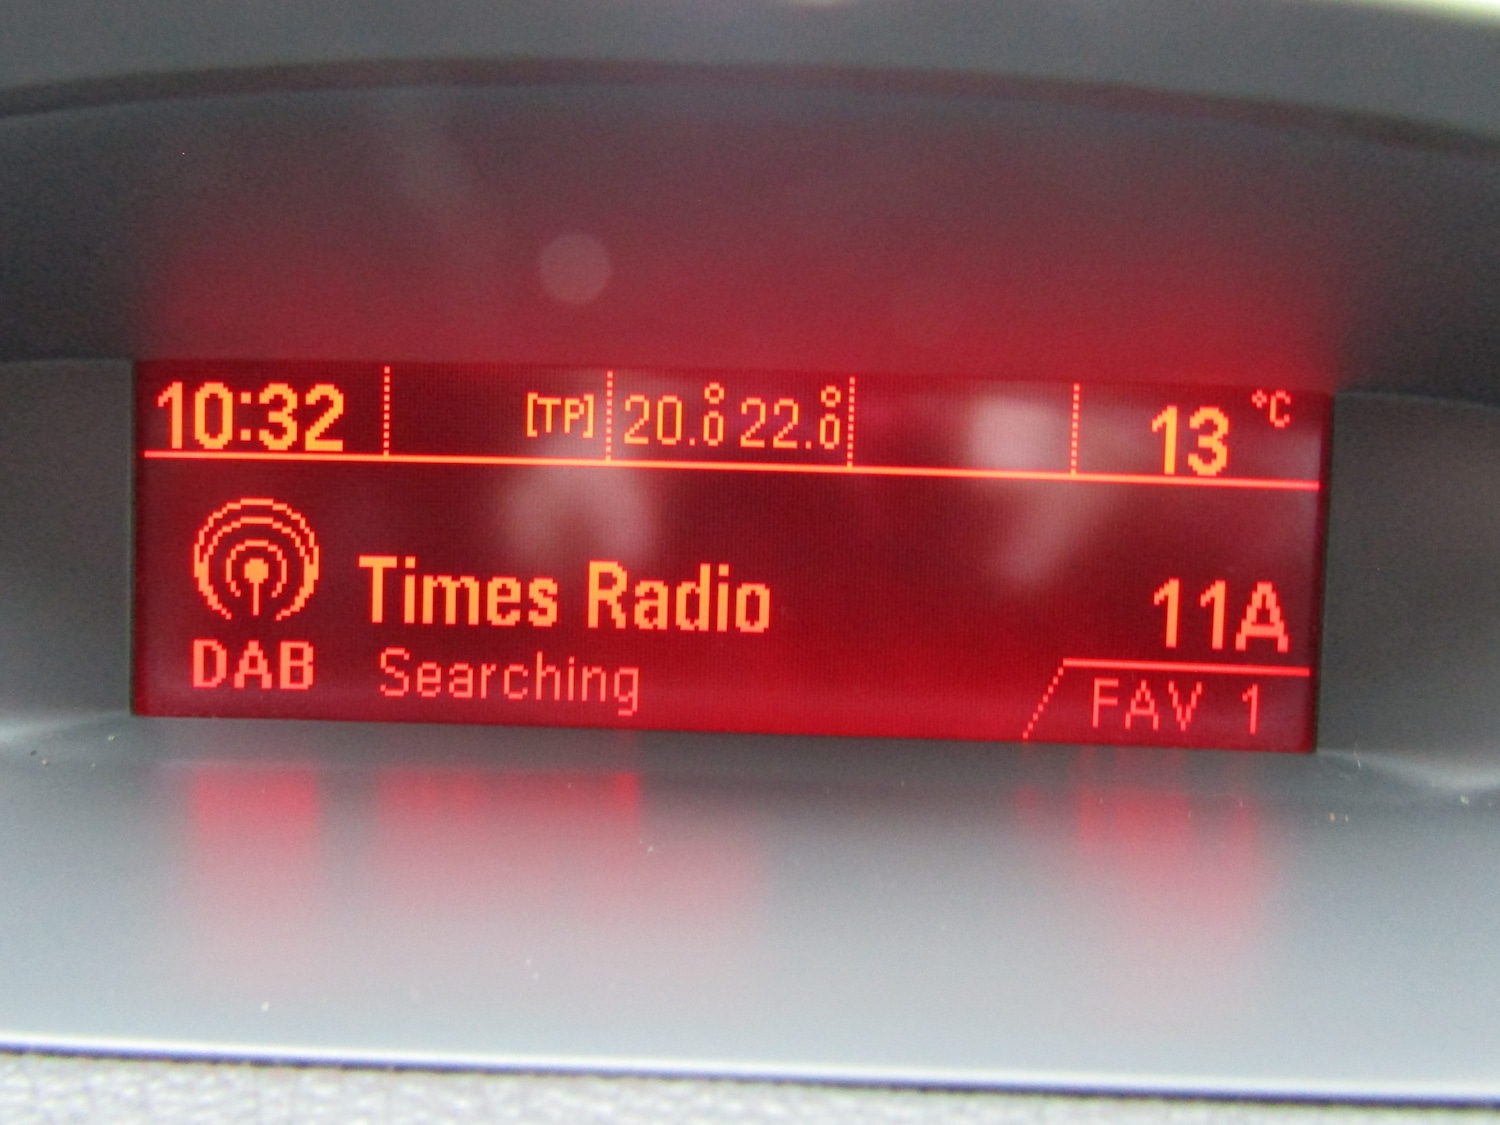 10:32 [TP] 20.0° 22.0° 13 °C
Times Radio 11A
DAB Searching FAV 1